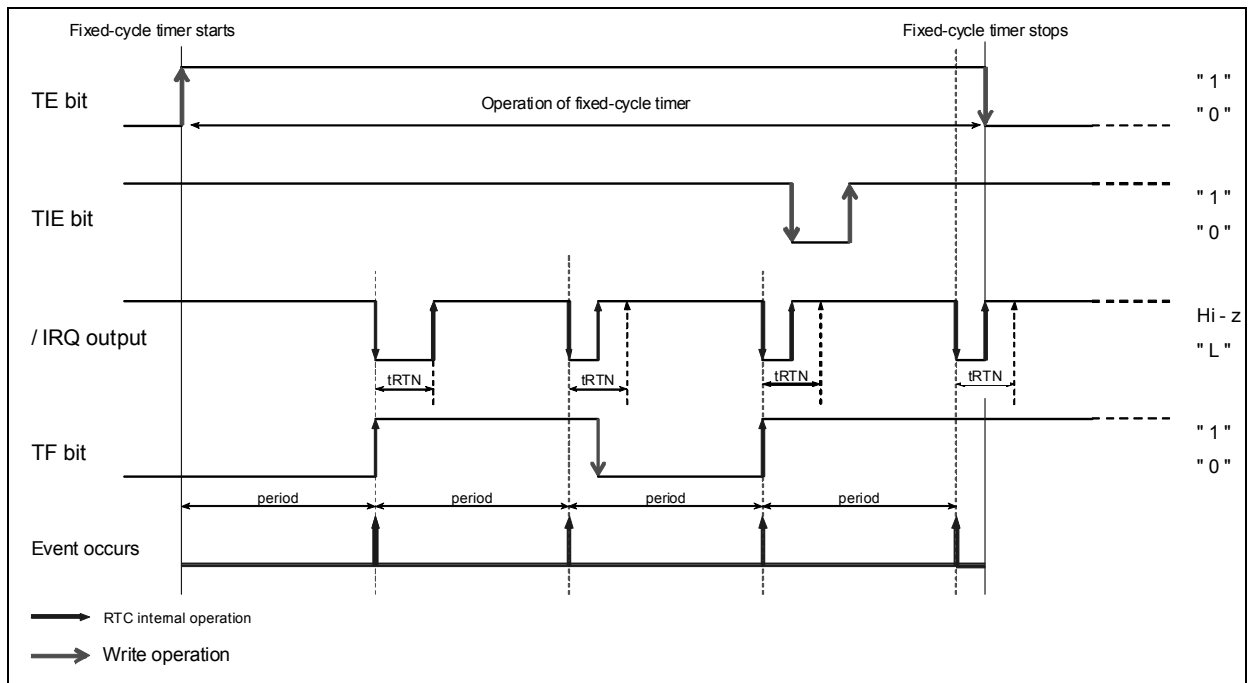 Fixed-cycle timer starts
Fixed-cycle timer stops
TE bit
Operation of fixed-cycle timer
" 1 "
" 0 "
TIE bit
" 1 "
" 0 "
/ IRQ output
Hi - z
" L "
tRTN
tRTN
tRTN
tRTN
TF bit
" 1 "
" 0 "
period
period
period
period
Event occurs
RTC internal operation
Write operation